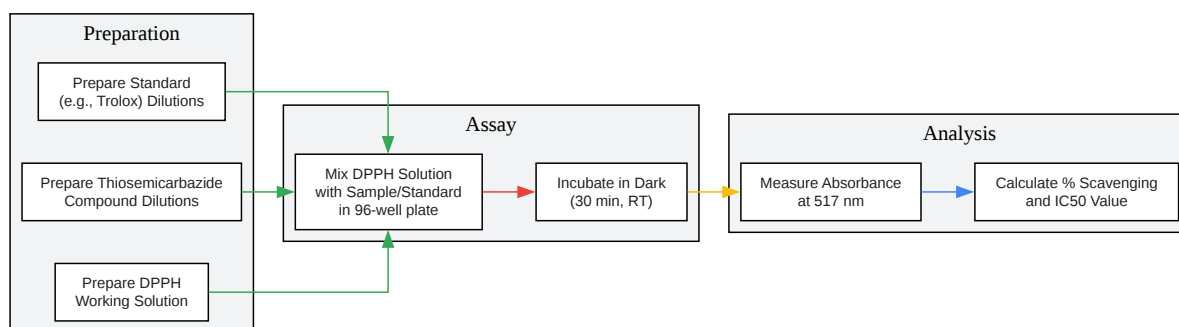 Preparation
Prepare Standard
(e.g., Trolox) Dilutions
Prepare Thiosemicarbazide
Compound Dilutions
Prepare DPPH
Working Solution
Assay
Mix DPPH Solution
with Sample/Standard
in 96-well plate
Incubate in Dark
(30 min, RT)
Analysis
Measure Absorbance
at 517 nm
Calculate % Scavenging
and IC50 Value